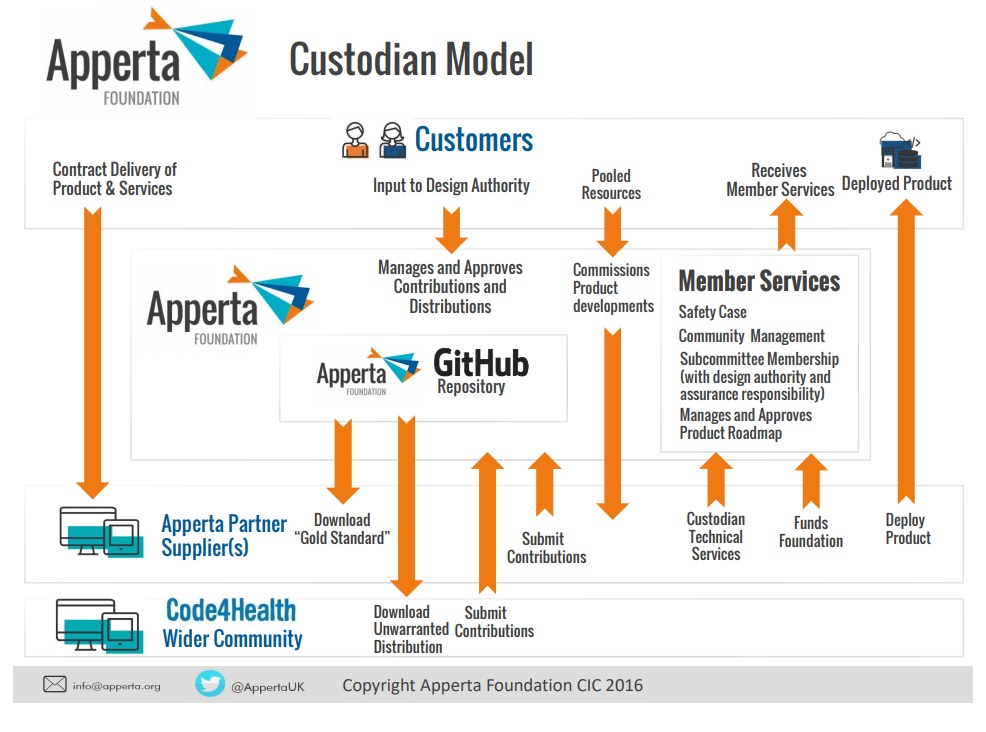 Apperta
FOUNDATION
Custodian Model
Customers
Contract Delivery of
Product & Services
Input to Design Authority
Pooled
Resources
Receives
Member Services
Deployed Product
Apperta
FOUNDATION
Manages and Approves
Contributions and
Distributions
Commissions
Product
developments
Member Services
Safety Case
Community Management
Subcommittee Membership
(with design authority and
assurance responsibility)
Manages and Approves
Product Roadmap
Apperta
FOUNDATION
GitHub
Repository
Apperta Partner
Supplier(s)
Download
“Gold Standard”
Submit
Contributions
Custodian
Technical
Services
Funds
Foundation
Deploy
Product
Code4Health
Wider Community
Download
Unwarranted
Distribution
Submit
Contributions
info@apperta.org
@AppertaUK
Copyright Apperta Foundation CIC 2016